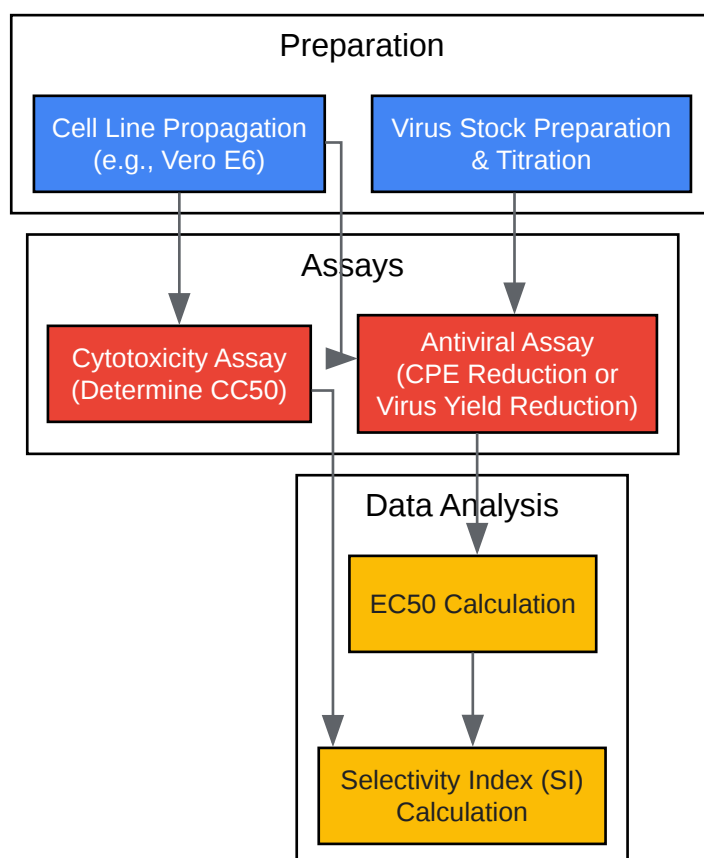 Preparation
Cell Line Propagation
(e.g., Vero E6)
Virus Stock Preparation
& Titration
Assays
Cytotoxicity Assay
(Determine CC50)
Antiviral Assay
(CPE Reduction or
Virus Yield Reduction)
Data Analysis
EC50 Calculation
Selectivity Index (SI)
Calculation